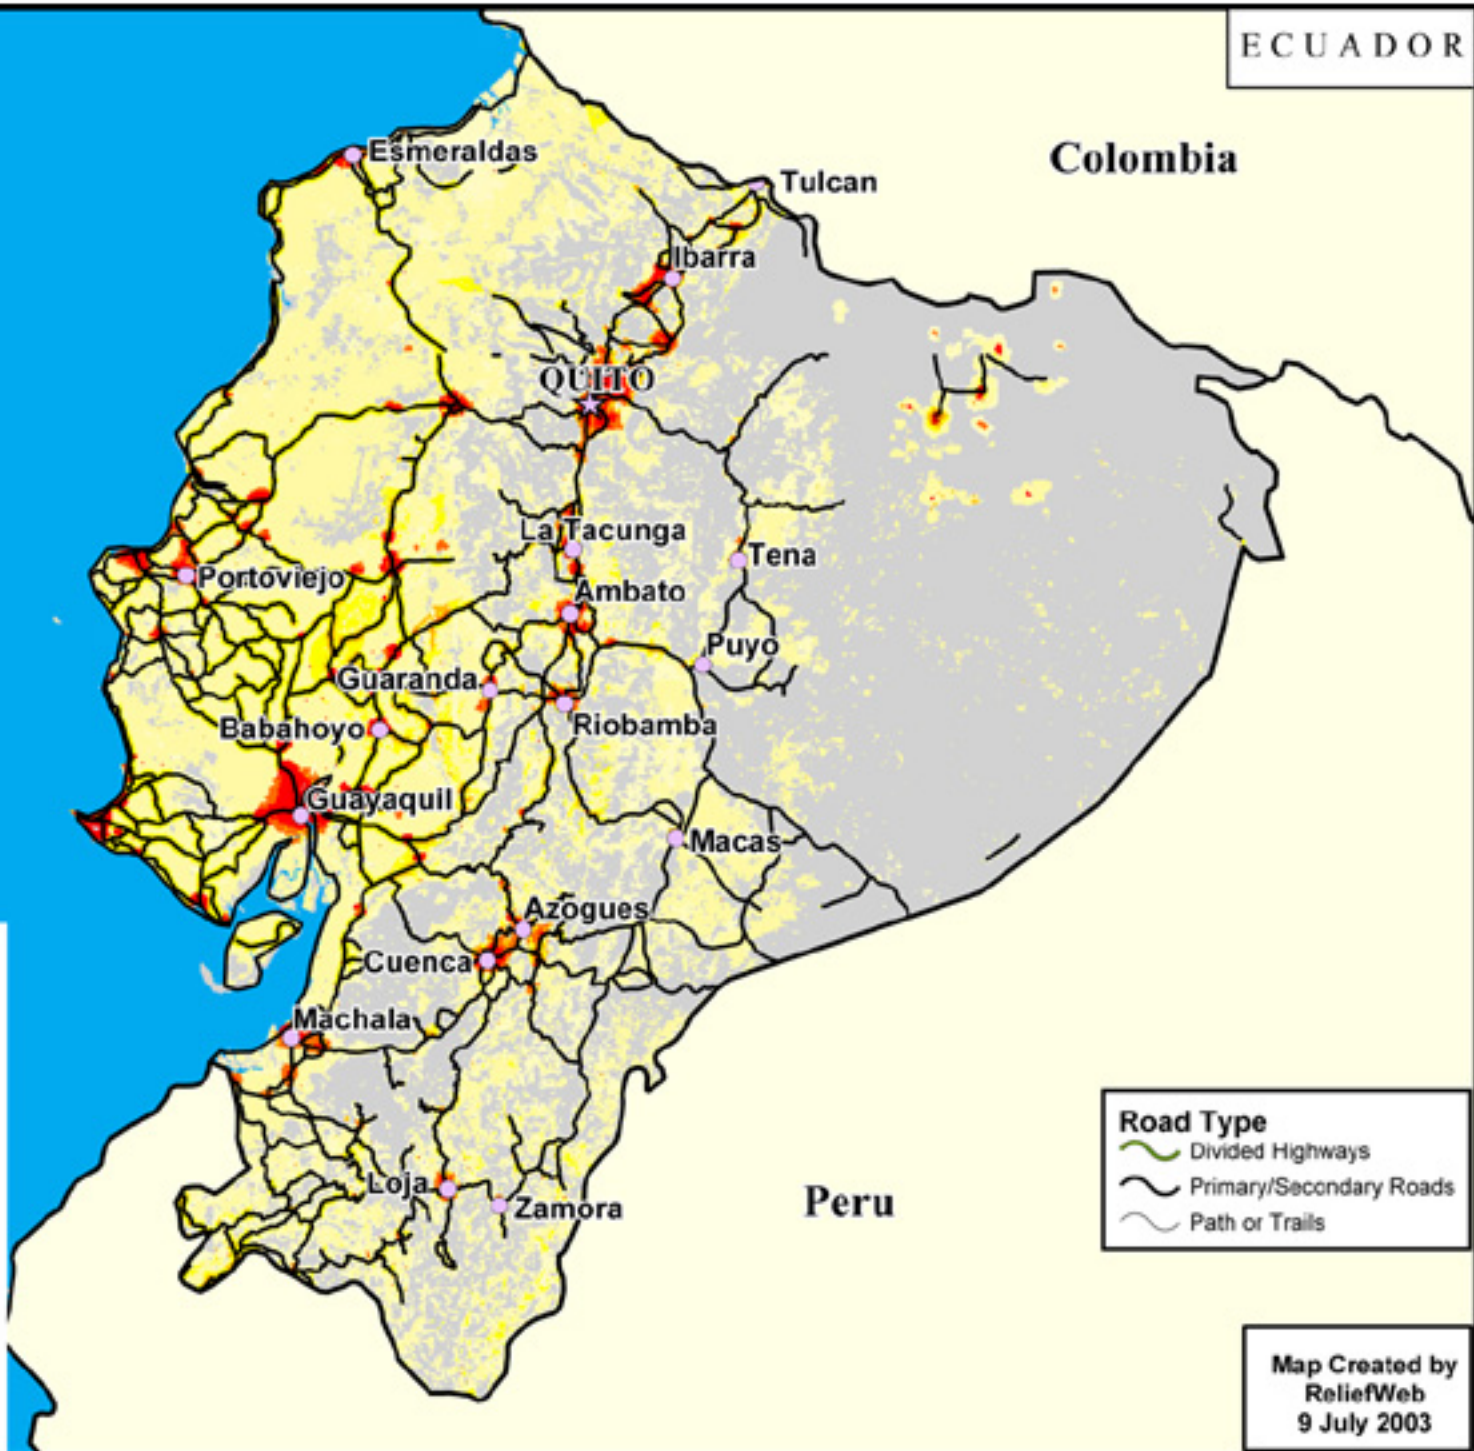 ECUADOR
Colombia
Esmeraldas
Tulcan
Ibarra
QUITO
La Tacunga
Tena
Portoviejo
Ambato
Puyo
Guaranda
Babahoyo
Riobamba
Guayaquil
Macas
Azogues
Cuenca
Machala
Loja
Zamora
Peru
Road Type
Divided Highways
Primary/Secondary Roads
Path or Trails
Map Created by
ReliefWeb
9 July 2003